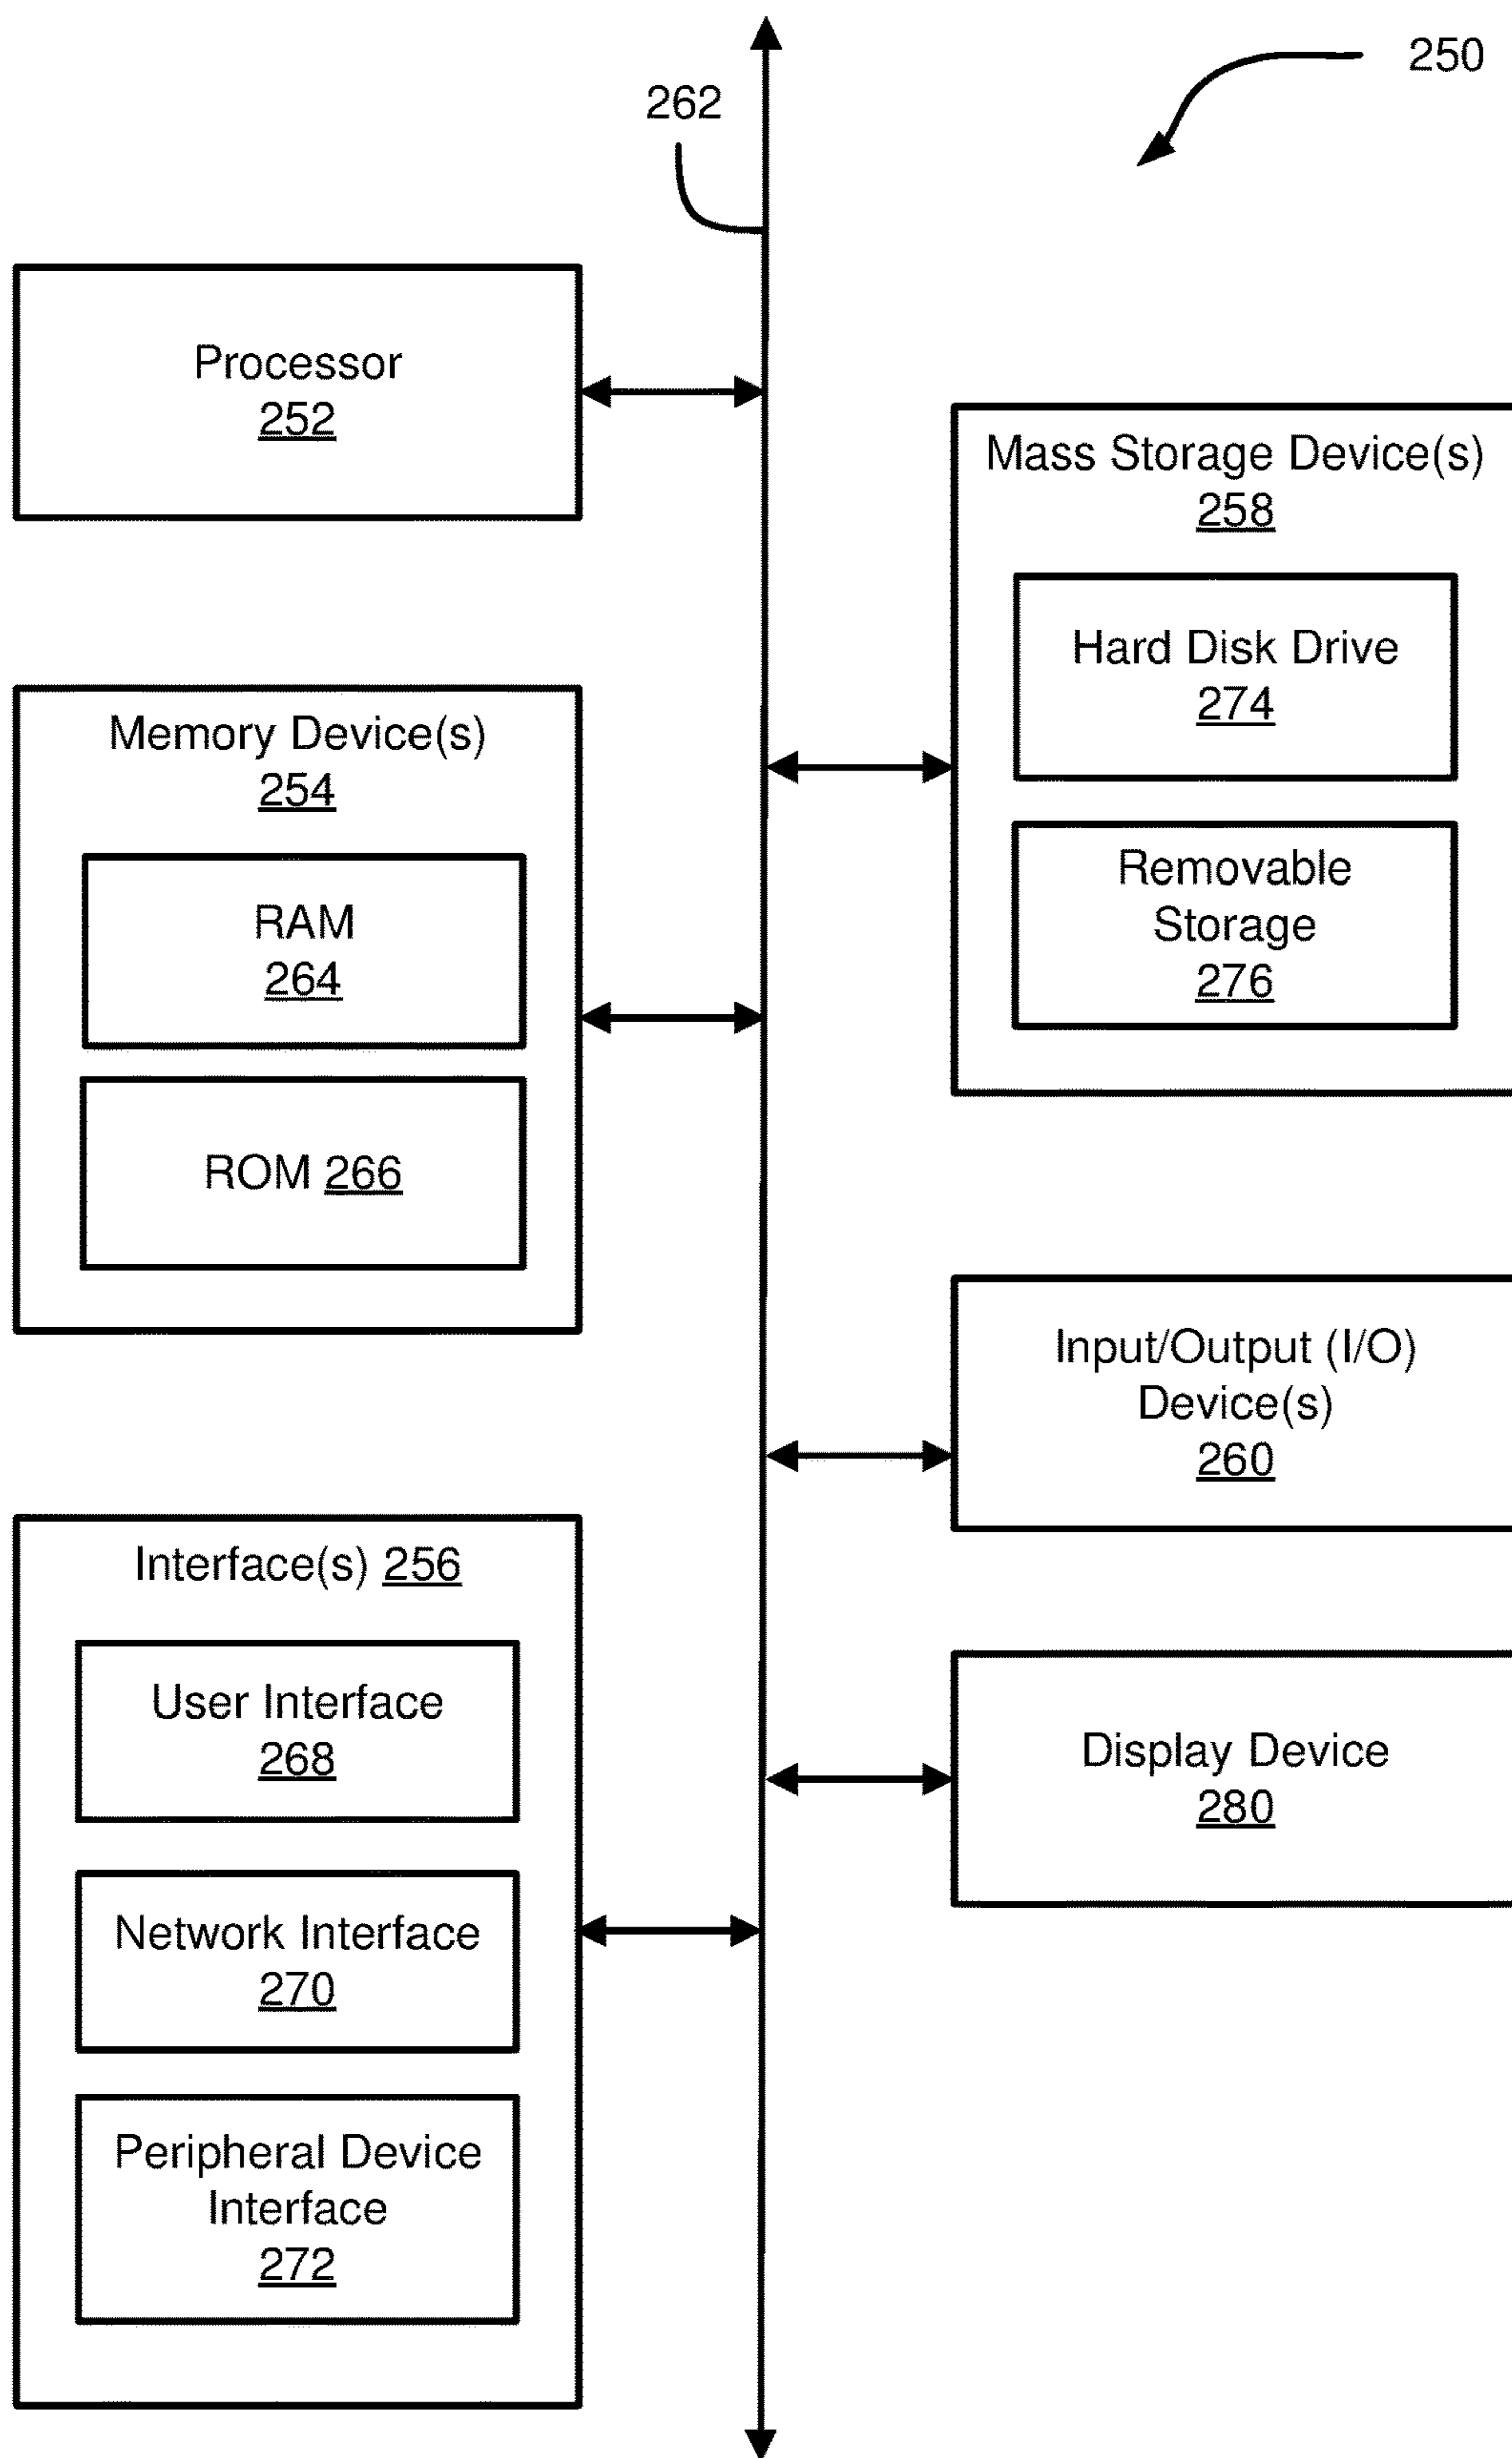 250
262
Processor
252
Mass Storage Device(s)
258
Hard Disk Drive
274
Removable
Storage
276
Memory Device(s)
254
RAM
264
ROM 266
Input/Output (I/O)
Device(s)
260
Interface(s) 256
User Interface
268
Network Interface
270
Peripheral Device
Interface
272
Display Device
280